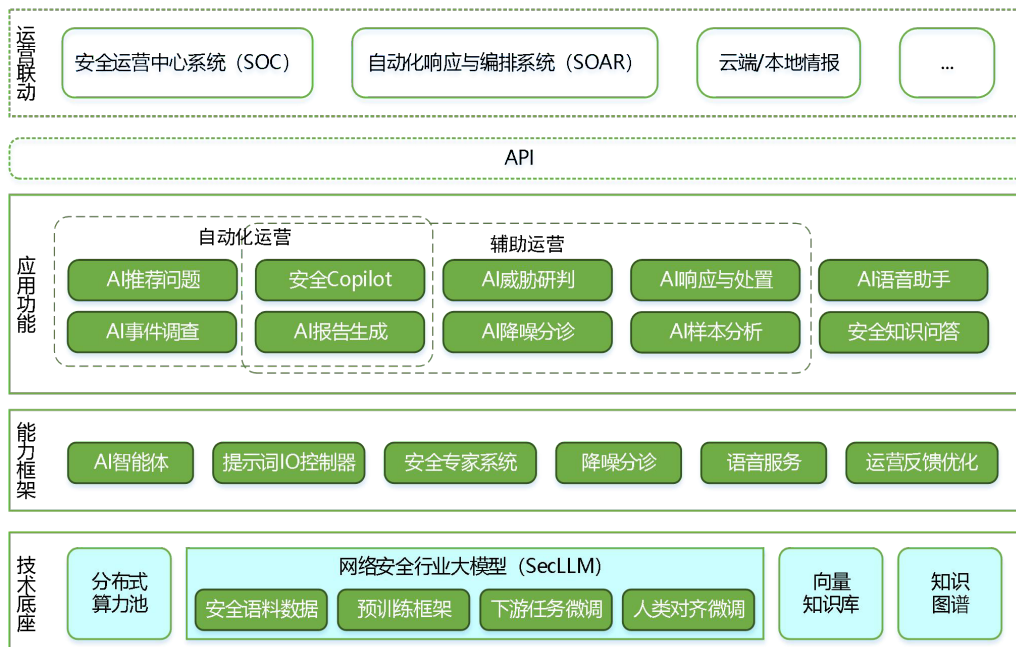 运营联动
安全运营中心系统（SOC）
自动化响应与编排系统（SOAR）
云端/本地情报
...
API
应用功能
自动化运营
辅助运营
AI推荐问题
安全Copilot
AI威胁研判
AI响应与处置
AI语音助手
AI事件调查
AI报告生成
AI降噪分诊
AI样本分析
安全知识问答
能力框架
AI智能体
提示词IO控制器
安全专家系统
降噪分诊
语音服务
运营反馈优化
技术底座
分布式
算力池
网络安全行业大模型（SecLLM）
安全语料数据
预训练框架
下游任务微调
人类对齐微调
向量
知识库
知识
图谱